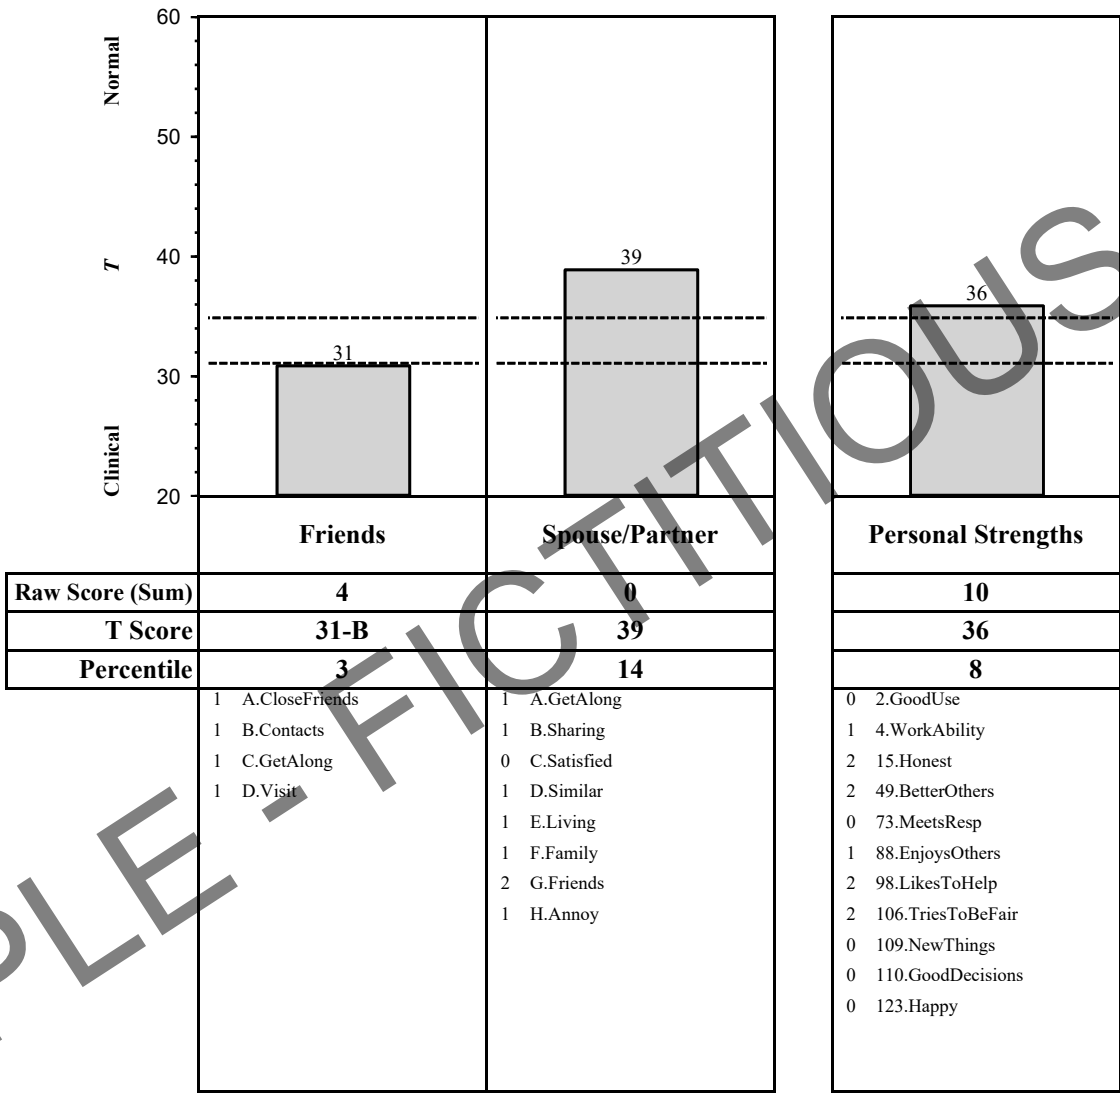 60
Normal
50
T
40
30
Clinical
20
31
39
36
Friends
Spouse/Partner
Personal Strengths
Raw Score (Sum) 4 0 10
T Score 31-B 39 36
Percentile 3 14 8
1 A.CloseFriends
1 B.Contacts
1 C.GetAlong
1 D.Visit
1 A.GetAlong
1 B.Sharing
0 C.Satisfied
1 D.Similar
1 E.Living
1 F.Family
2 G.Friends
1 H.Annoy
0 2.GoodUse
1 4.WorkAbility
2 15.Honest
2 49.BetterOthers
0 73.MeetsResp
1 88.EnjoysOthers
2 98.LikesToHelp
2 106.TriesToBeFair
0 109.NewThings
0 110.GoodDecisions
0 123.Happy
PLE - FICTITIOUS